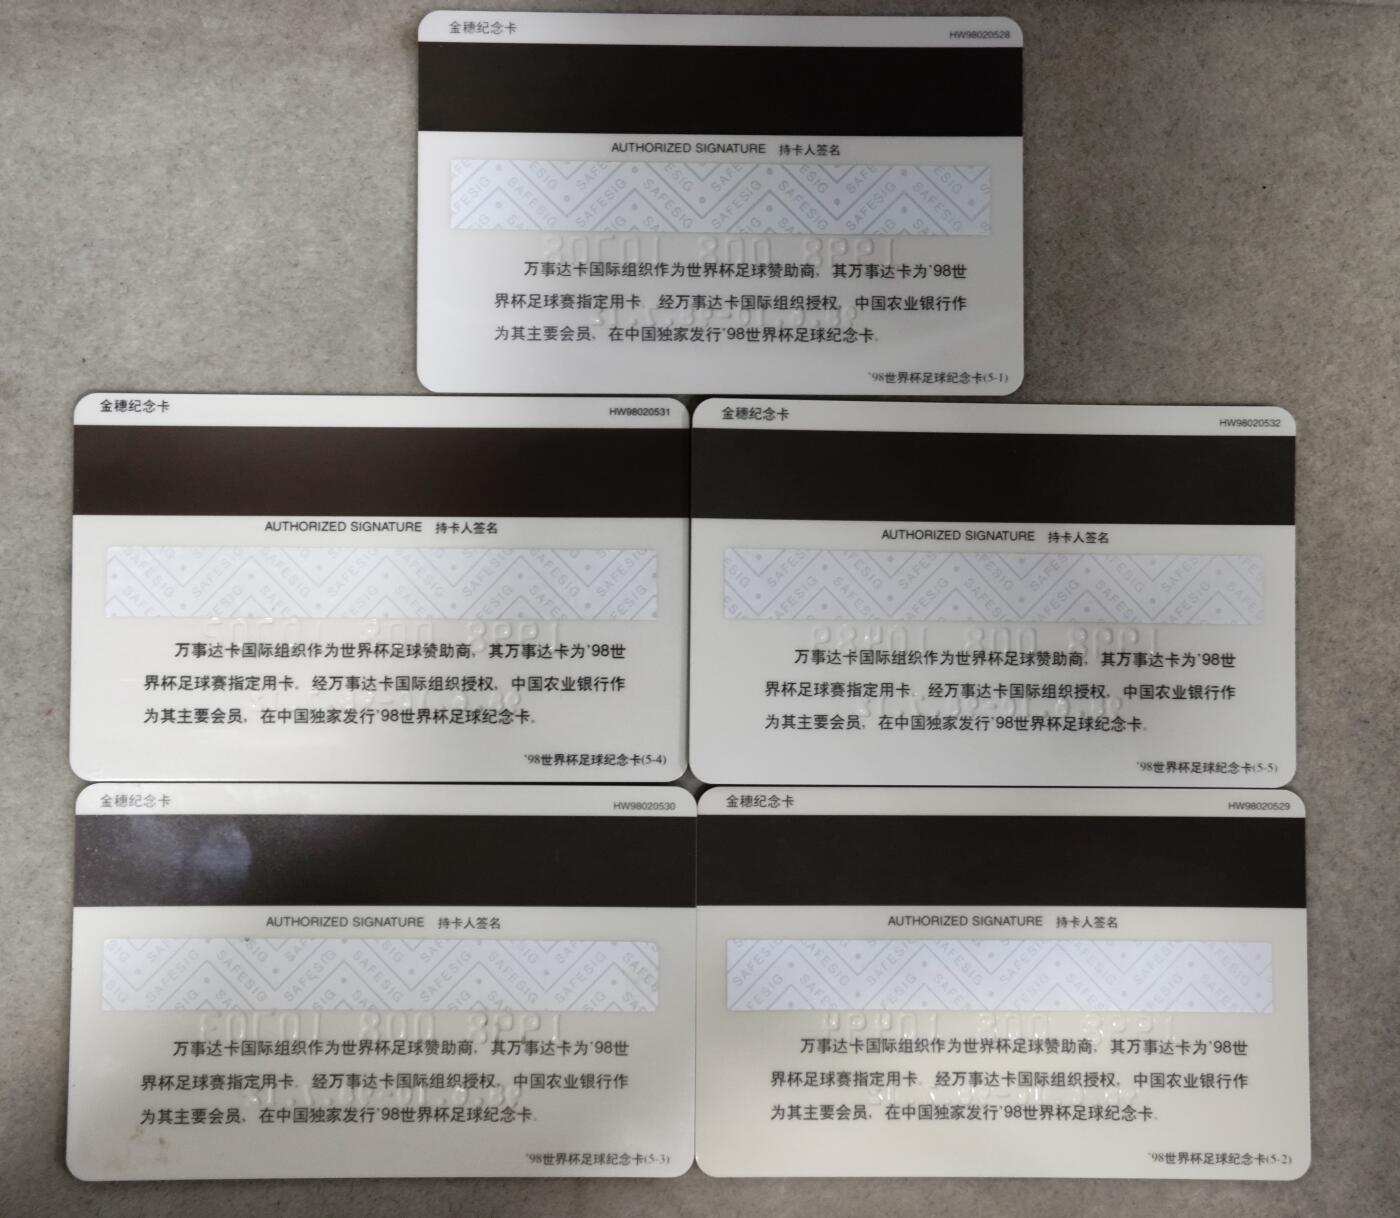 金穗纪念卡
HW98020528
AUTHORIZED SIGNATURE 持卡人签名
SAFESIG SAFESIG SAFESIG SAFESIG SAFESIG
万事达卡国际组织作为世界杯足球赞助商，其万事达卡为'98世
界杯足球赛指定用卡。经万事达卡国际组织授权，中国农业银行作
为其主要会员，在中国独家发行'98世界杯足球纪念卡。
'98世界杯足球纪念卡(5-1)
金穗纪念卡
HW98020531
AUTHORIZED SIGNATURE 持卡人签名
SAFESIG SAFESIG SAFESIG SAFESIG
万事达卡国际组织作为世界杯足球赞助商，其万事达卡为'98世
界杯足球赛指定用卡。经万事达卡国际组织授权，中国农业银行作
为其主要会员，在中国独家发行'98世界杯足球纪念卡。
'98世界杯足球纪念卡(5-4)
金穗纪念卡
HW98020532
AUTHORIZED SIGNATURE 持卡人签名
SAFESIG SAFESIG SAFESIG SAFESIG
万事达卡国际组织作为世界杯足球赞助商，其万事达卡为'98世
界杯足球赛指定用卡。经万事达卡国际组织授权，中国农业银行作
为其主要会员，在中国独家发行'98世界杯足球纪念卡。
'98世界杯足球纪念卡(5-5)
金穗纪念卡
HW98020530
AUTHORIZED SIGNATURE 持卡人签名
SAFESIG SAFESIG SAFESIG SAFESIG
万事达卡国际组织作为世界杯足球赞助商，其万事达卡为'98世
界杯足球赛指定用卡。经万事达卡国际组织授权，中国农业银行作
为其主要会员，在中国独家发行'98世界杯足球纪念卡。
'98世界杯足球纪念卡(5-3)
金穗纪念卡
HW98020529
AUTHORIZED SIGNATURE 持卡人签名
SAFESIG SAFESIG SAFESIG SAFESIG
万事达卡国际组织作为世界杯足球赞助商，其万事达卡为'98世
界杯足球赛指定用卡。经万事达卡国际组织授权，中国农业银行作
为其主要会员，在中国独家发行'98世界杯足球纪念卡。
'98世界杯足球纪念卡(5-2)